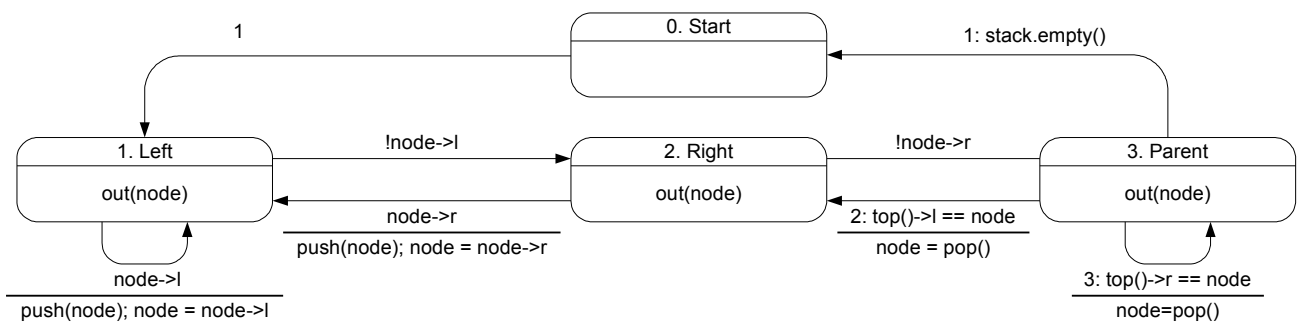 0. Start
1
1: stack.empty()
1. Left
out(node)
!node->l
2. Right
out(node)
!node->r
3. Parent
out(node)
node->r
push(node); node = node->r
2: top()->l == node
node = pop()
node->l
push(node); node = node->l
3: top()->r == node
node=pop()